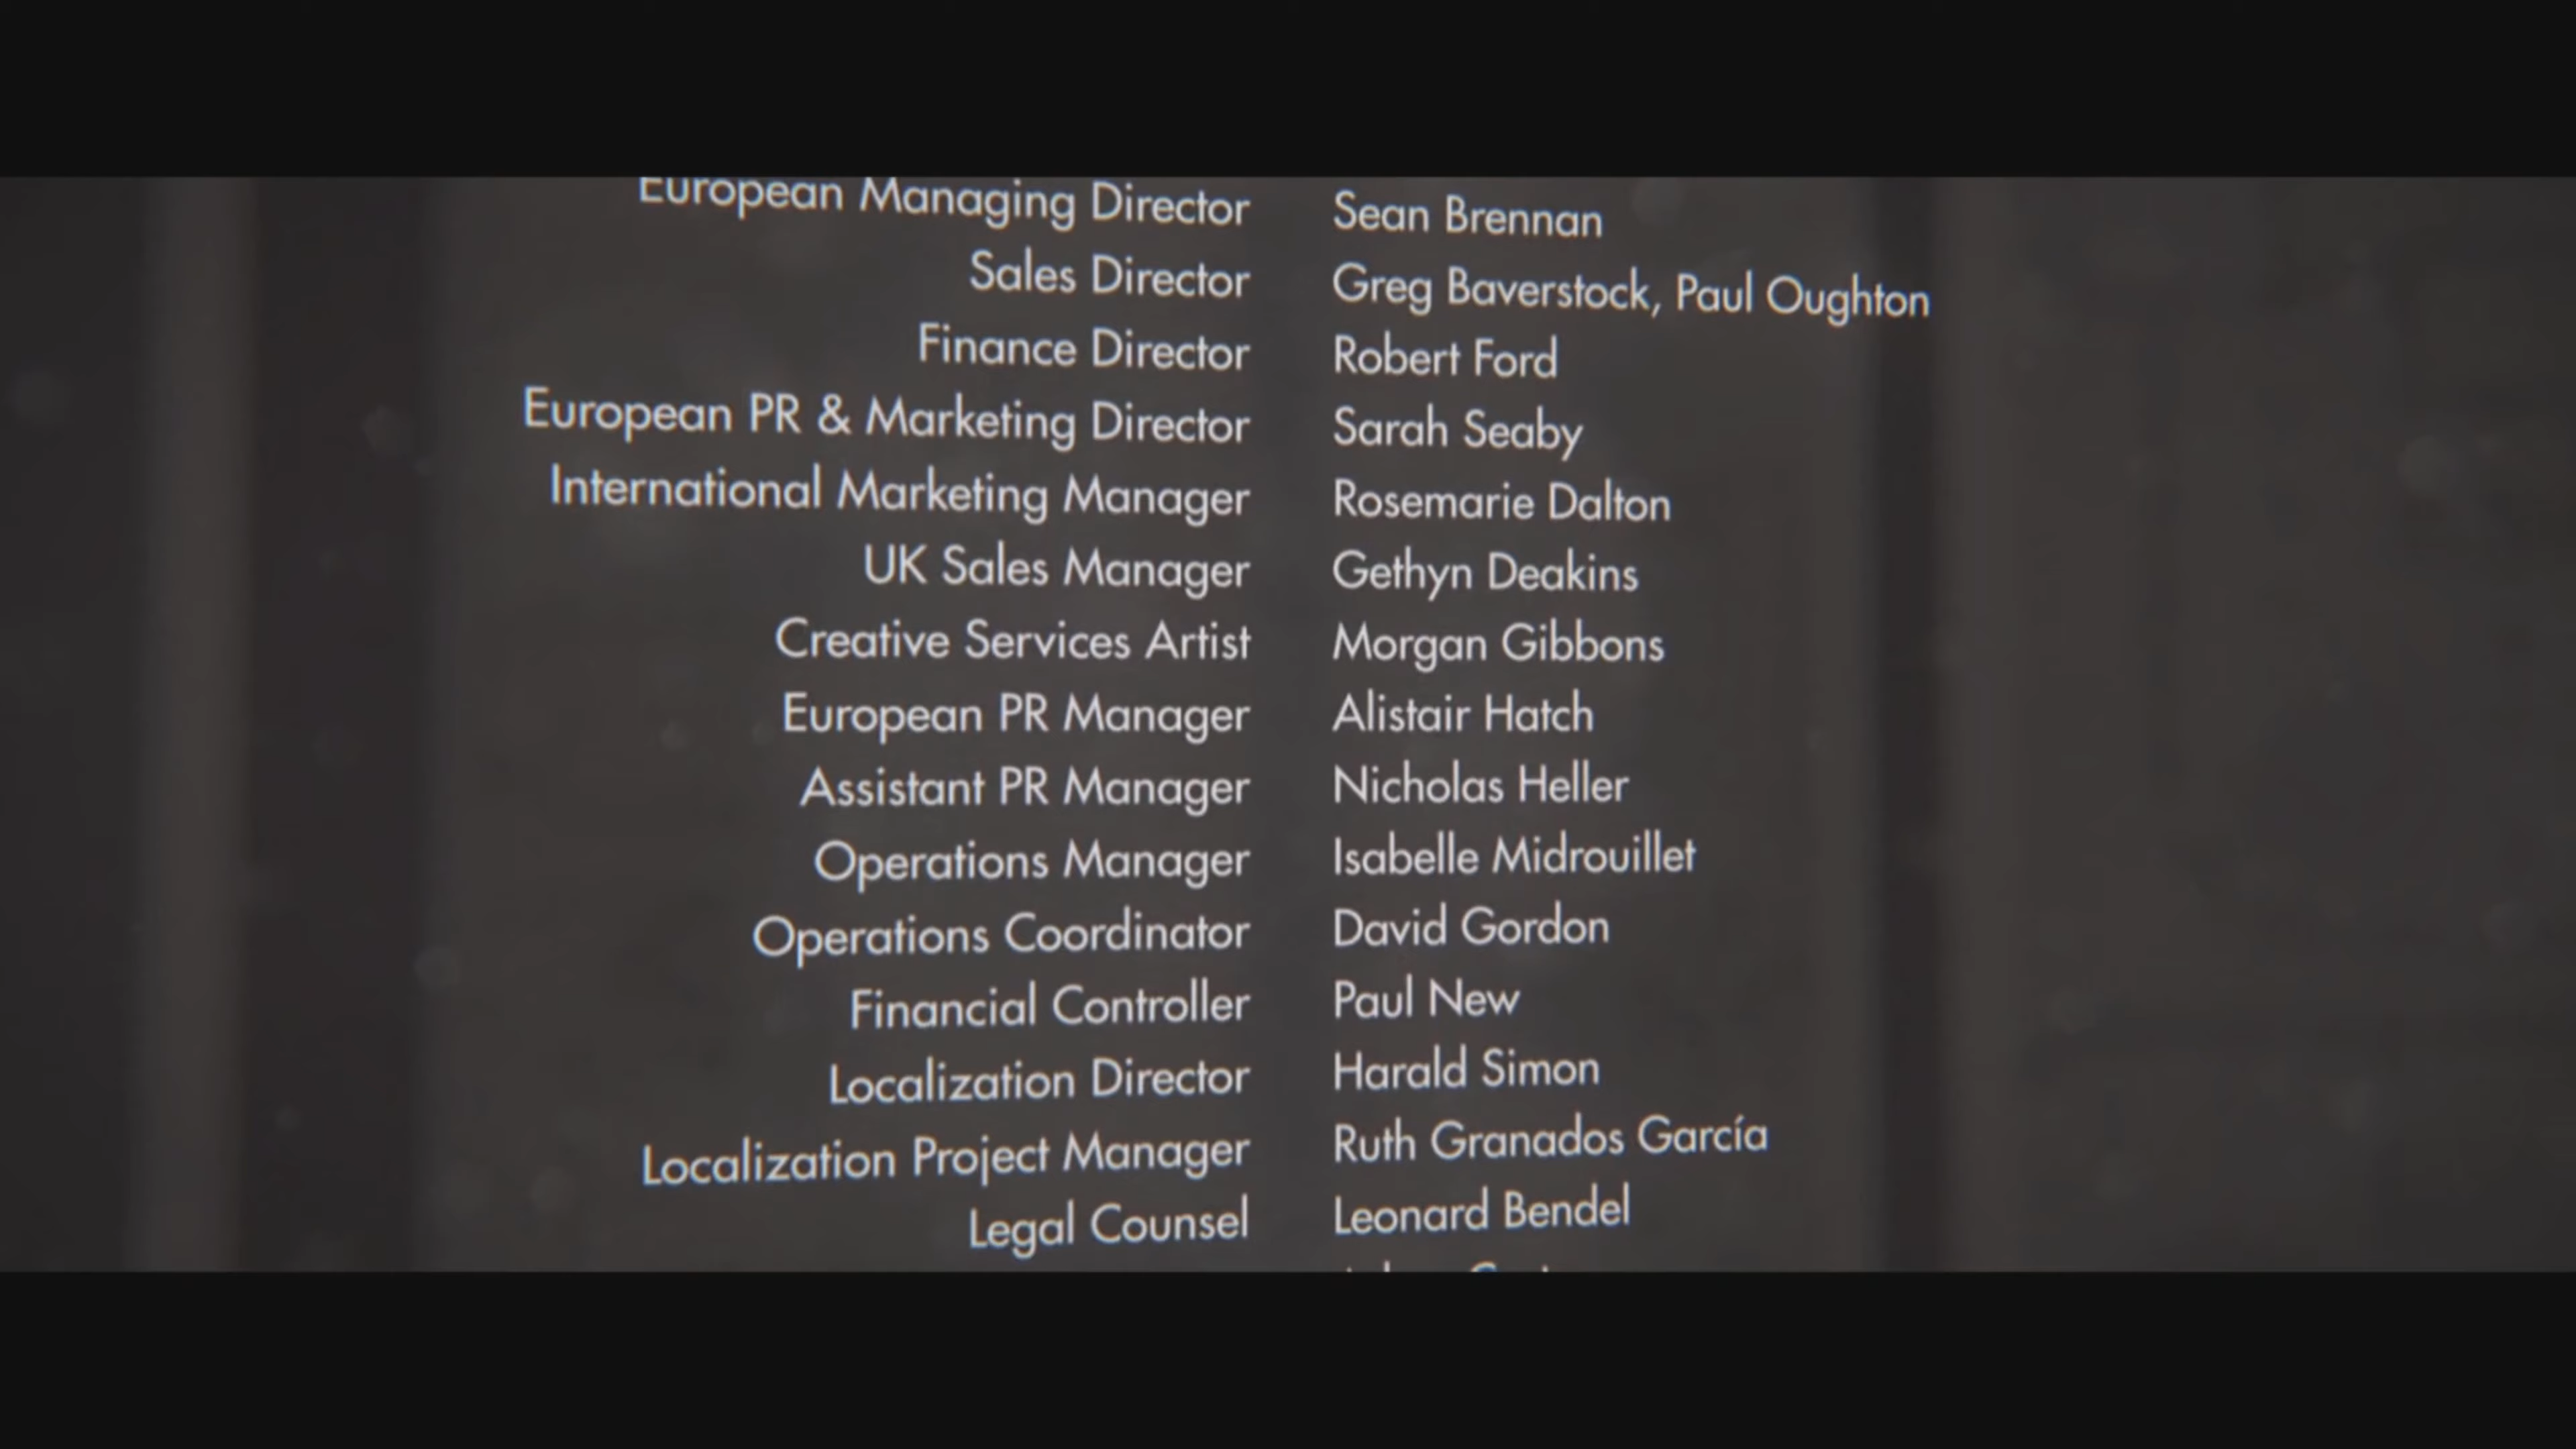 European Managing Director Sean Brennan
Sales Director Greg Baverstock, Paul Oughton
Finance Director Robert Ford
European PR & Marketing Director Sarah Seaby
International Marketing Manager Rosemarie Dalton
UK Sales Manager Gethyn Deakins
Creative Services Artist Morgan Gibbons
European PR Manager Alistair Hatch
Assistant PR Manager Nicholas Heller
Operations Manager Isabelle Midrouillet
Operations Coordinator David Gordon
Financial Controller Paul New
Localization Director Harald Simon
Localization Project Manager Ruth Granados García
Legal Counsel Leonard Bendel